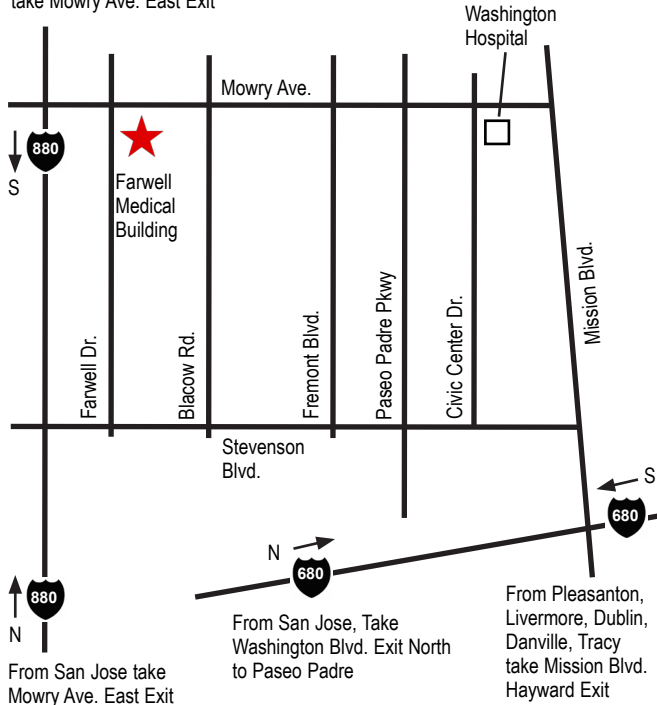 take Mowry Ave. East Exit
Washington
Hospital
Mowry Ave.
880
S
Farwell
Medical
Building
Farwell Dr.
Blacow Rd.
Fremont Blvd.
Paseo Padre Pkwy
Civic Center Dr.
Mission Blvd.
Stevenson
Blvd.
S
680
N
680
880
N
From San Jose take
Mowry Ave. East Exit
From San Jose, Take
Washington Blvd. Exit North
to Paseo Padre
From Pleasanton,
Livermore, Dublin,
Danville, Tracy
take Mission Blvd.
Hayward Exit